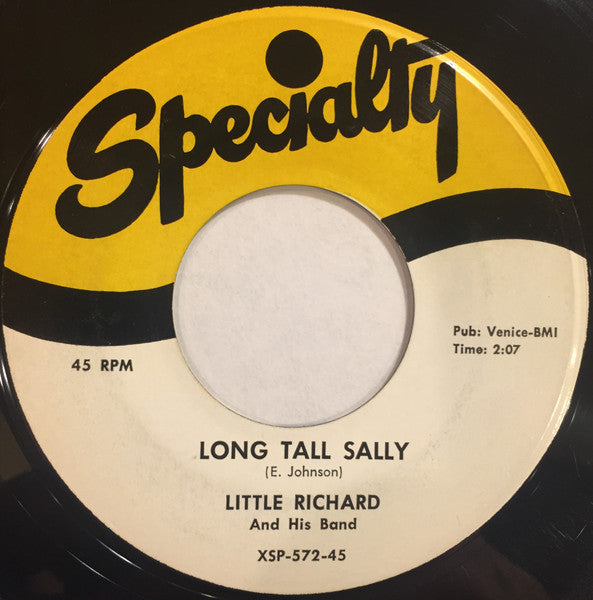 Specialty
45 RPM
Pub: Venice-BMI
Time: 2:07
LONG TALL SALLY
(E. Johnson)
LITTLE RICHARD
And His Band
XSP-572-45